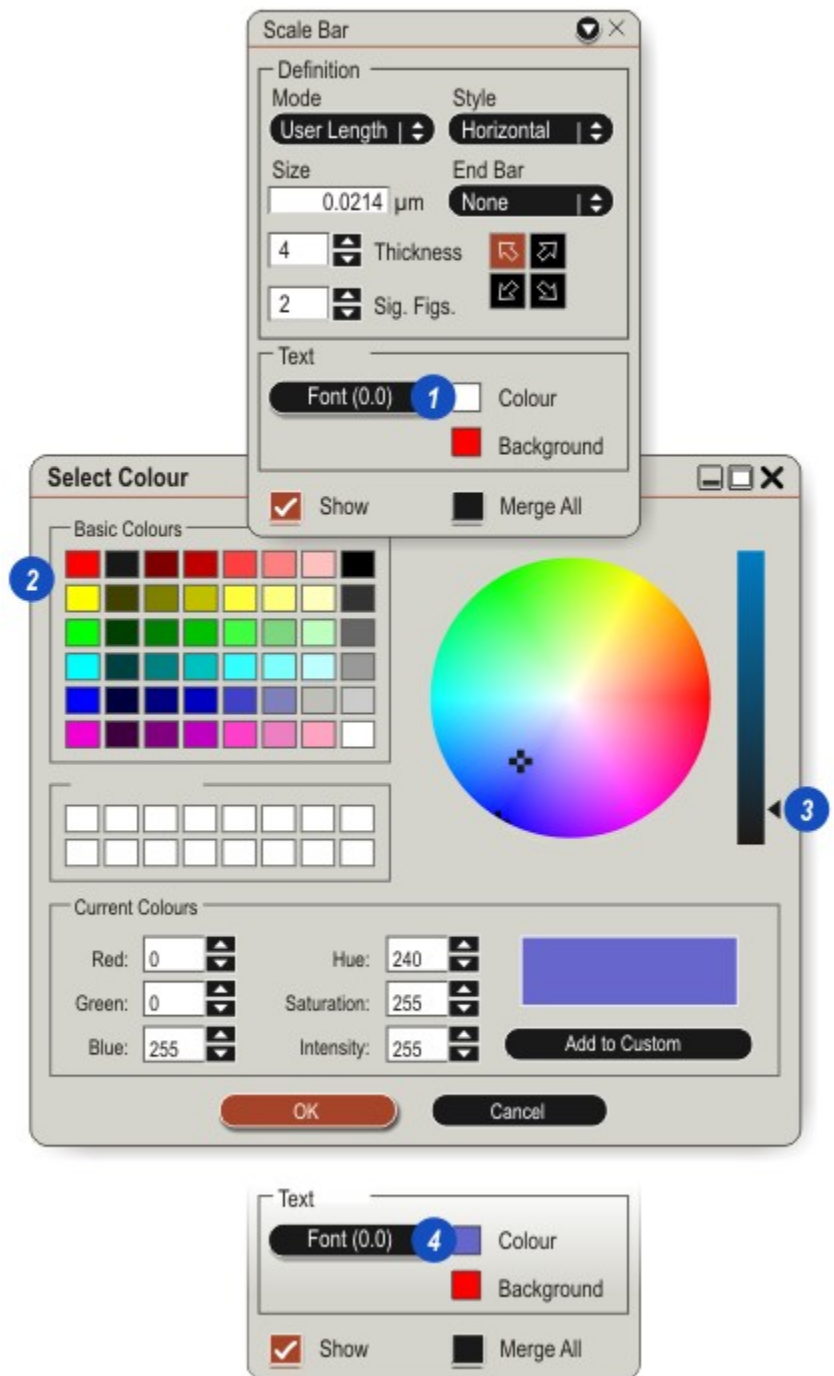 Scale Bar
Definition
Mode Style
User Length Horizontal
Size End Bar
0.0214 µm None
4 Thickness
2 Sig. Figs.
Text
Font (0.0) 1 Colour
Background
Show Merge All
Select Colour
Basic Colours
2
3
Current Colours
Red: 0 Hue: 240
Green: 0 Saturation: 255
Blue: 255 Intensity: 255
Add to Custom
OK Cancel
Text
Font (0.0) 4 Colour
Background
Show Merge All